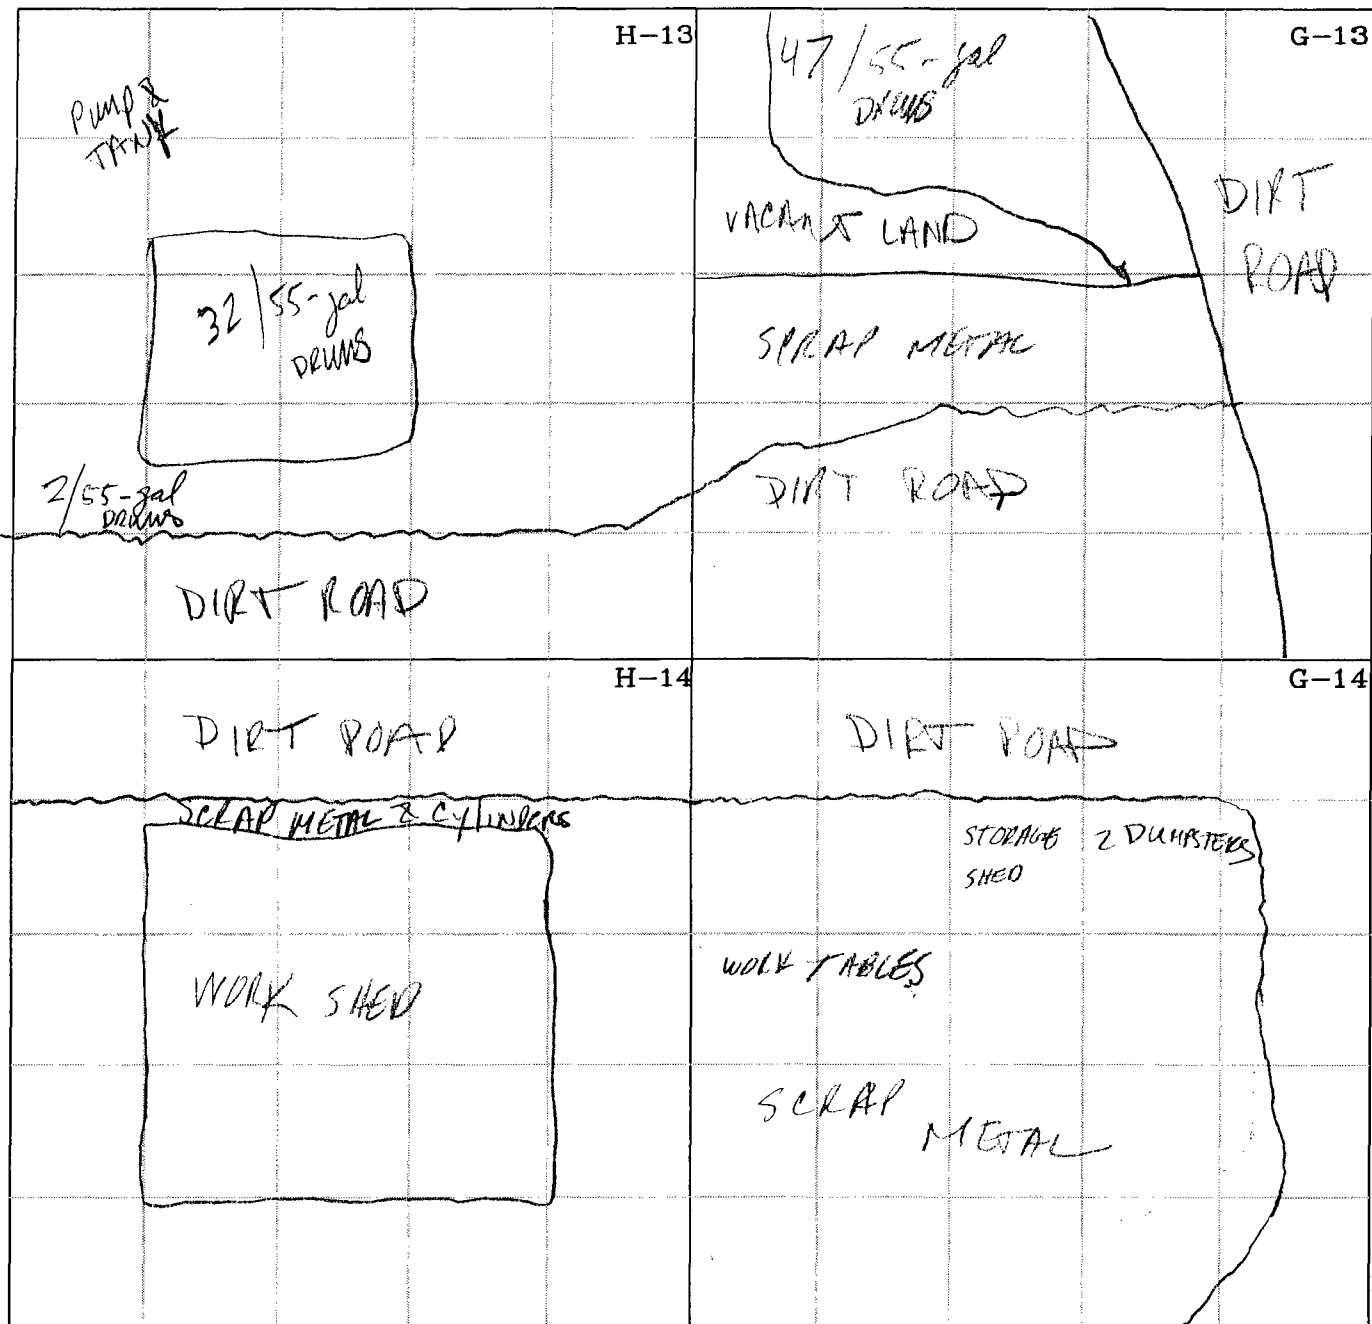 H-13
PUMP &
TANK
32/55-gal
DRUMS
2/55-gal
DRUMS
DIRT ROAD
G-13
47/55-gal
DRUMS
VACANT LAND
DIRT
ROAD
SPRAP METAL
DIRT ROAD
H-14
DIRT ROAD
SCRAP METAL & CYLINDERS
WORK SHED
G-14
DIRT ROAD
STORAGE 2 DUMPSTERS
SHED
WORK TABLES
SCRAP
METAL